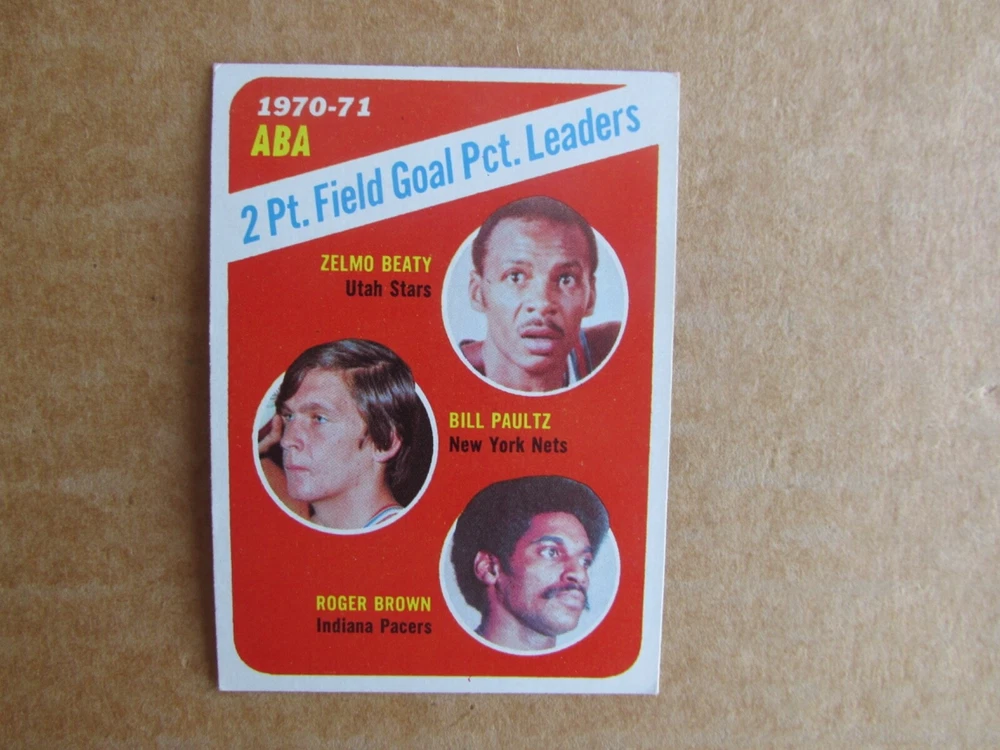 1970-71
ABA
2 Pt. Field Goal Pct. Leaders
ZELMO BEATY
Utah Stars
BILL PAULTZ
New York Nets
ROGER BROWN
Indiana Pacers